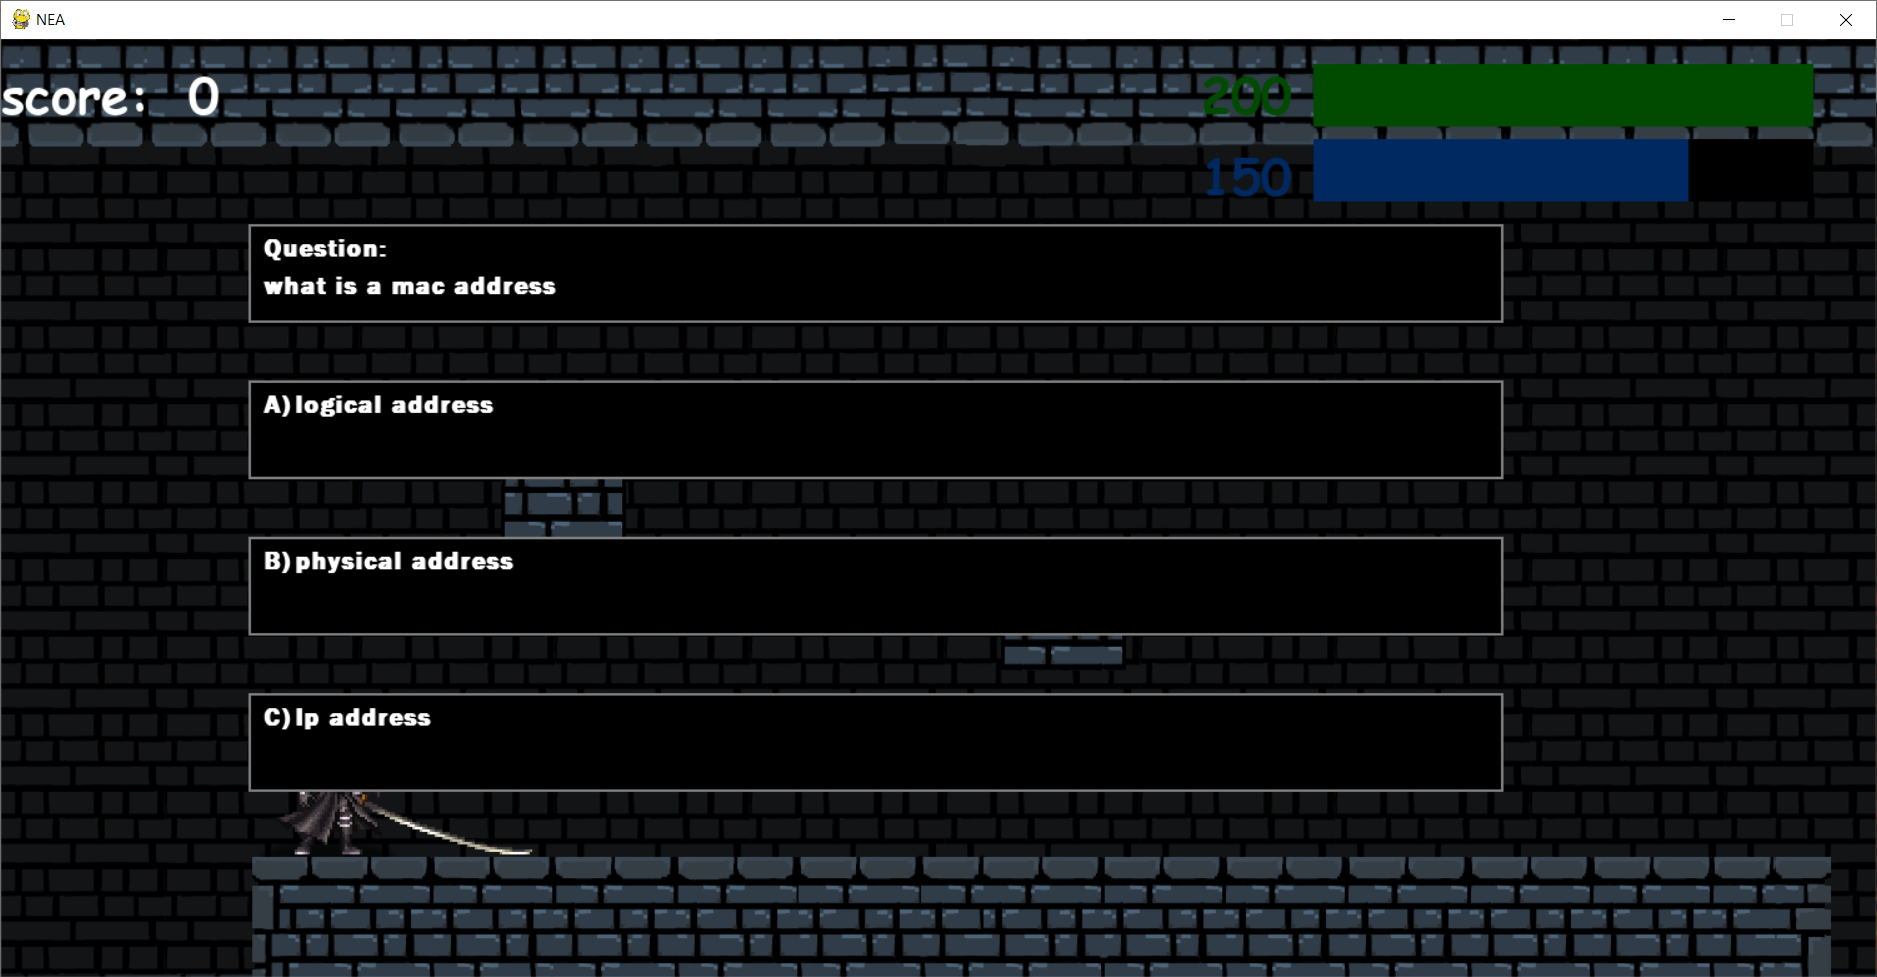 NEA
score: 0
200
150
Question:
what is a mac address
A) logical address
B) physical address
C) Ip address